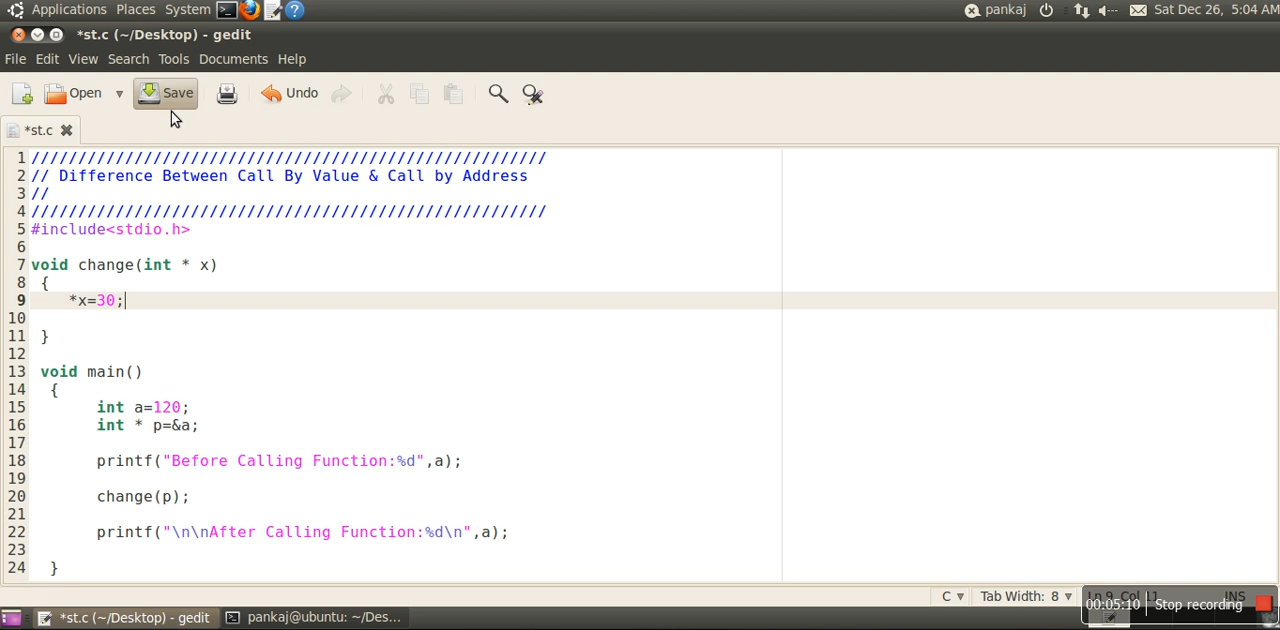 Applications Places System pankaj Sat Dec 26, 5:04 AM
*st.c (~/Desktop) - gedit
File Edit View Search Tools Documents Help
Open Save Undo
*st.c
1 ///////////////////////////////////////////////////////
2 // Difference Between Call By Value & Call by Address
3 //
4 ///////////////////////////////////////////////////////
5 #include<stdio.h>
6
7 void change(int * x)
8 {
9 *x=30;
10
11 }
12
13 void main()
14 {
15 int a=120;
16 int * p=&a;
17
18 printf("Before Calling Function:%d",a);
19
20 change(p);
21
22 printf("\n\nAfter Calling Function:%d\n",a);
23
24 }
C Tab Width: 8 Ln 9, Col 11 INS
00:05:10 Stop recording
*st.c (~/Desktop) - gedit pankaj@ubuntu: ~/Des...